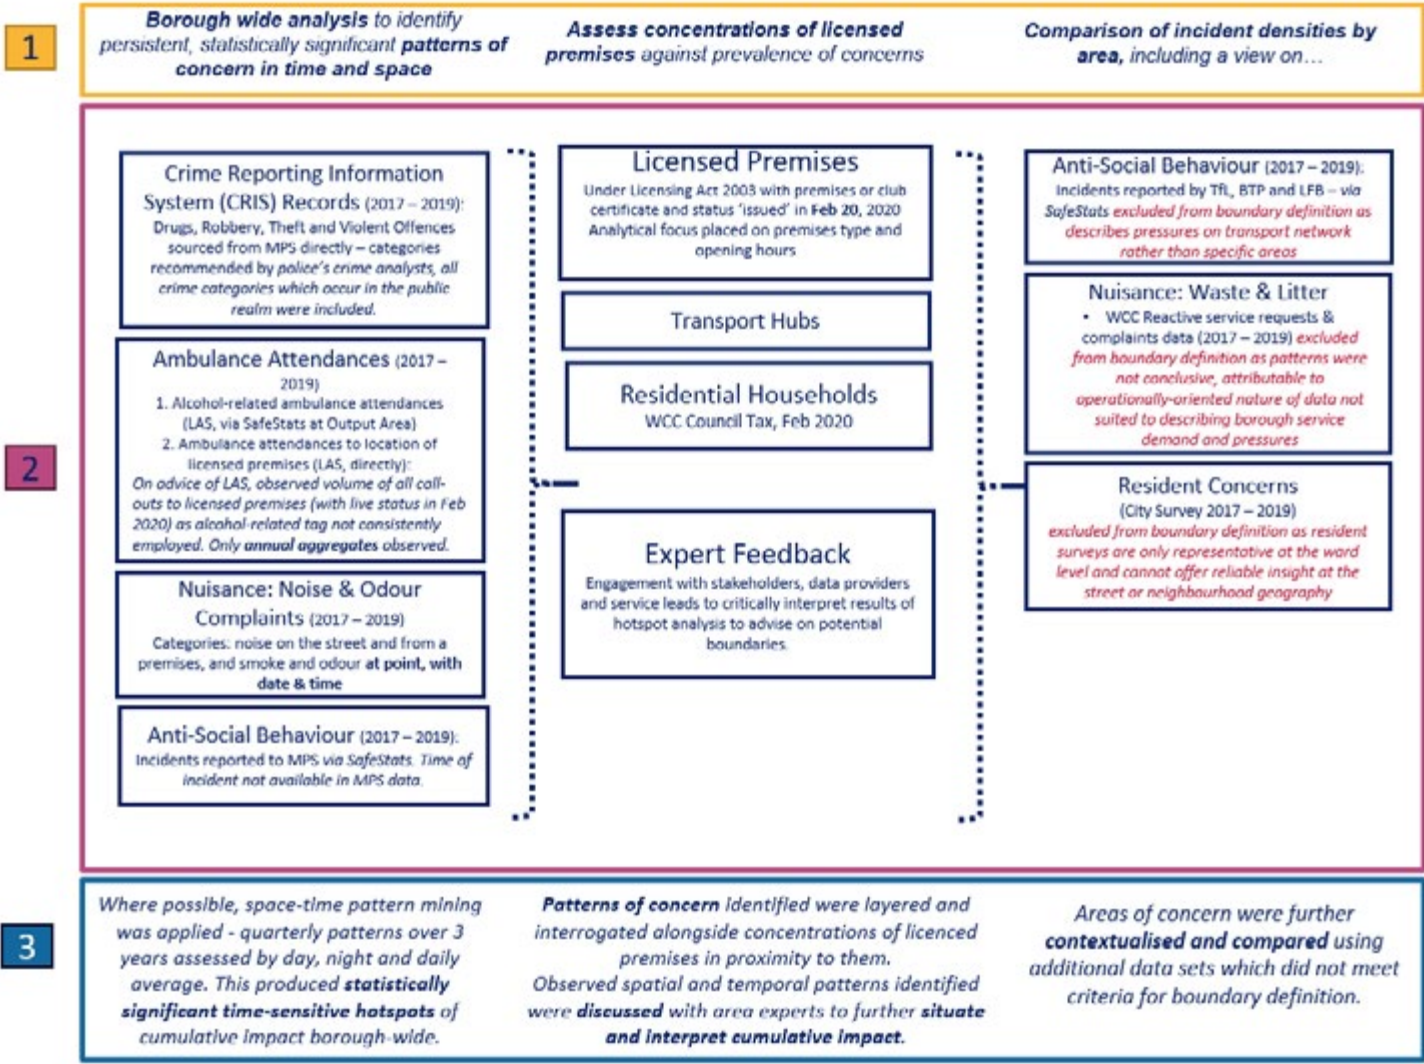 1
Borough wide analysis to identify
persistent, statistically significant patterns of
concern in time and space
Assess concentrations of licensed
premises against prevalence of concerns
Comparison of incident densities by
area, including a view on...
2
Crime Reporting Information
System (CRIS) Records (2017 – 2019):
Drugs, Robbery, Theft and Violent Offences
sourced from MPS directly – categories
recommended by police's crime analysts, all
crime categories which occur in the public
realm were included.
Ambulance Attendances (2017 –
2019)
1. Alcohol-related ambulance attendances
(LAS, via SafeStats at Output Area)
2. Ambulance attendances to location of
licensed premises (LAS, directly):
On advice of LAS, observed volume of all call-
outs to licensed premises (with live status in Feb
2020) as alcohol-related tag not consistently
employed. Only annual aggregates observed.
Nuisance: Noise & Odour
Complaints (2017 – 2019)
Categories: noise on the street and from a
premises, and smoke and odour at point, with
date & time
Anti-Social Behaviour (2017 – 2019):
Incidents reported to MPS via SafeStats. Time of
incident not available in MPS data.
Licensed Premises
Under Licensing Act 2003 with premises or club
certificate and status 'issued' in Feb 20, 2020
Analytical focus placed on premises type and
opening hours
Transport Hubs
Residential Households
WCC Council Tax, Feb 2020
Expert Feedback
Engagement with stakeholders, data providers
and service leads to critically interpret results of
hotspot analysis to advise on potential
boundaries.
Anti-Social Behaviour (2017 – 2019):
Incidents reported by TfL, BTP and LFB – via
SafeStats excluded from boundary definition as
describes pressures on transport network
rather than specific areas
Nuisance: Waste & Litter
• WCC Reactive service requests &
complaints data (2017 – 2019) excluded
from boundary definition as patterns were
not conclusive, attributable to
operationally-oriented nature of data not
suited to describing borough service
demand and pressures
Resident Concerns
(City Survey 2017 – 2019)
excluded from boundary definition as resident
surveys are only representative at the ward
level and cannot offer reliable insight at the
street or neighbourhood geography
3
Where possible, space-time pattern mining
was applied - quarterly patterns over 3
years assessed by day, night and daily
average. This produced statistically
significant time-sensitive hotspots of
cumulative impact borough-wide.
Patterns of concern identified were layered and
interrogated alongside concentrations of licenced
premises in proximity to them.
Observed spatial and temporal patterns identified
were discussed with area experts to further situate
and interpret cumulative impact.
Areas of concern were further
contextualised and compared using
additional data sets which did not meet
criteria for boundary definition.